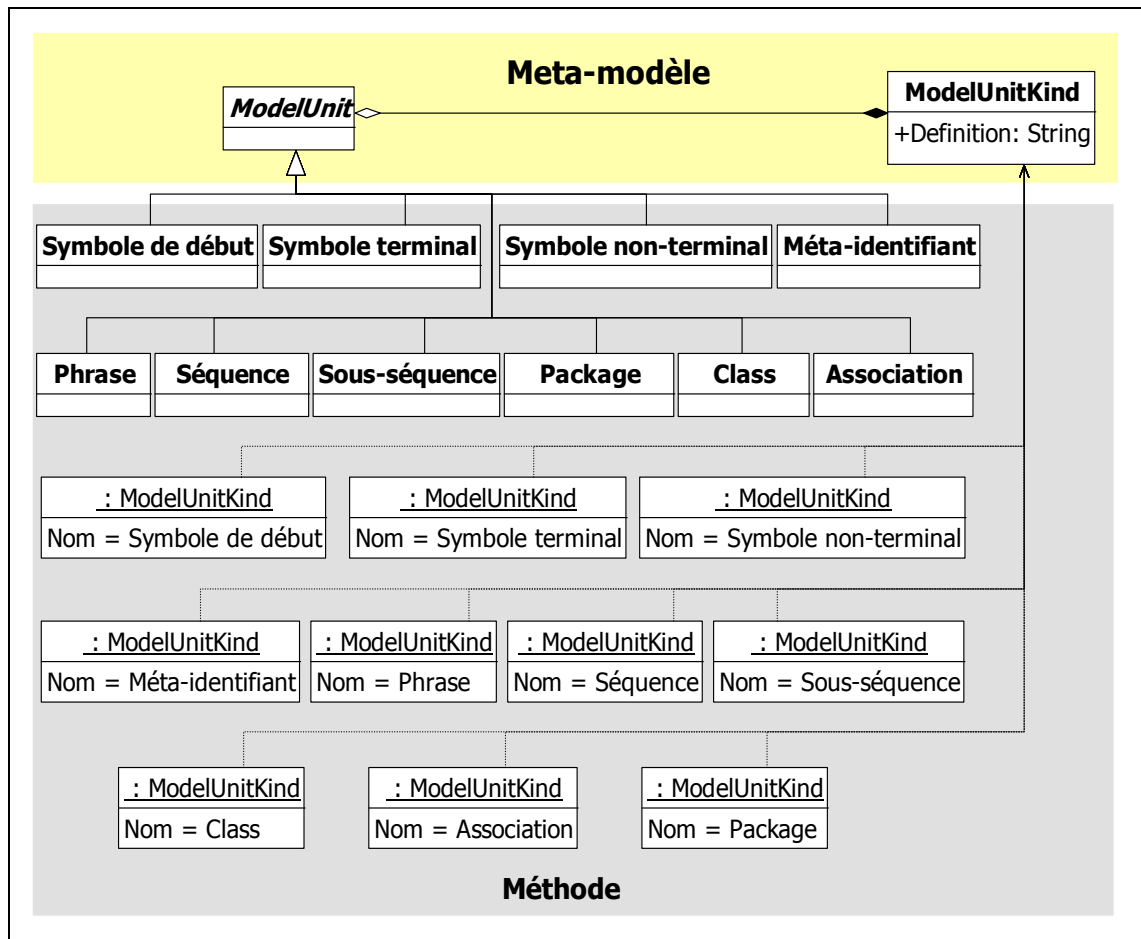 Meta-modèle
ModelUnit
ModelUnitKind
+Definition: String
Symbole de début
Symbole terminal
Symbole non-terminal
Méta-identifiant
Phrase
Séquence
Sous-séquence
Package
Class
Association
: ModelUnitKind
Nom = Symbole de début
: ModelUnitKind
Nom = Symbole terminal
: ModelUnitKind
Nom = Symbole non-terminal
: ModelUnitKind
Nom = Méta-identifiant
: ModelUnitKind
Nom = Phrase
: ModelUnitKind
Nom = Séquence
: ModelUnitKind
Nom = Sous-séquence
: ModelUnitKind
Nom = Class
: ModelUnitKind
Nom = Association
: ModelUnitKind
Nom = Package
Méthode